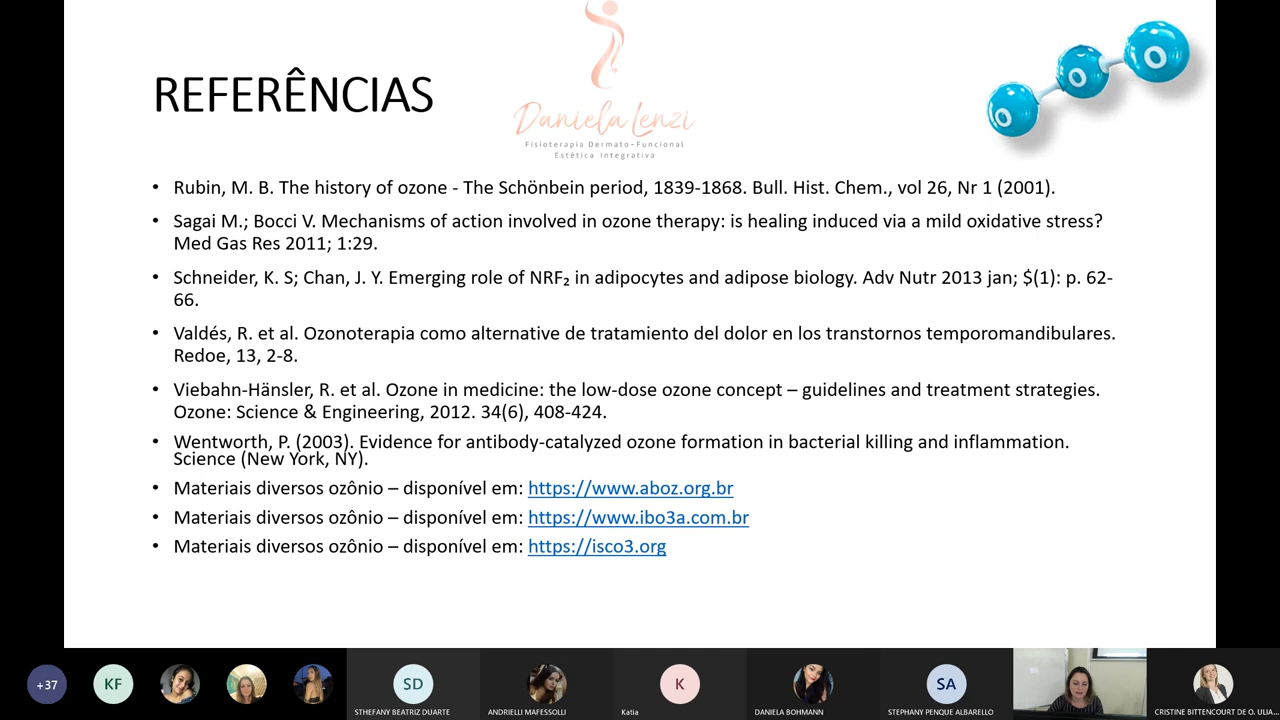 REFERÊNCIAS
Daniela Lenzi
Fisioterapia Dermato-Funcional
Estética Integrativa
O O O
• Rubin, M. B. The history of ozone - The Schönbein period, 1839-1868. Bull. Hist. Chem., vol 26, Nr 1 (2001).
• Sagai M.; Bocci V. Mechanisms of action involved in ozone therapy: is healing induced via a mild oxidative stress?
Med Gas Res 2011; 1:29.
• Schneider, K. S; Chan, J. Y. Emerging role of NRF₂ in adipocytes and adipose biology. Adv Nutr 2013 jan; $(1): p. 62-
66.
• Valdés, R. et al. Ozonoterapia como alternative de tratamiento del dolor en los transtornos temporomandibulares.
Redoe, 13, 2-8.
• Viebahn-Hänsler, R. et al. Ozone in medicine: the low-dose ozone concept – guidelines and treatment strategies.
Ozone: Science & Engineering, 2012. 34(6), 408-424.
• Wentworth, P. (2003). Evidence for antibody-catalyzed ozone formation in bacterial killing and inflammation.
Science (New York, NY).
• Materiais diversos ozônio – disponível em: https://www.aboz.org.br
• Materiais diversos ozônio – disponível em: https://www.ibo3a.com.br
• Materiais diversos ozônio – disponível em: https://isco3.org
+37 KF SD K SA
STHEFANY BEATRIZ DUARTE ANDRIELLI MAFESSOLLI Katia DANIELA BOHMANN STEPHANY PENQUE ALBARELLO CRISTINE BITTENCOURT DE O. ULIA...